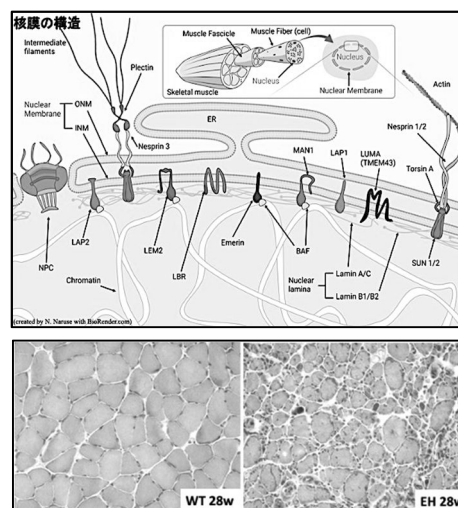 核膜の構造
Intermediate
filaments
Plectin
Muscle Fascicle
Muscle Fiber (cell)
Nucleus
Skeletal muscle
Nucleus
Nuclear Membrane
Actin
Nuclear
Membrane
ONM
INM
Nesprin 3
ER
MAN1
LAP1
LUMA
(TMEM43)
Nesprin 1/2
Torsin A
NPC
LAP2
LEM2
LBR
Emerin
BAF
SUN 1/2
Chromatin
Nuclear
lamina
Lamin A/C
Lamin B1/B2
(created by N. Naruse with BioRender.com)
WT 28w
EH 28w